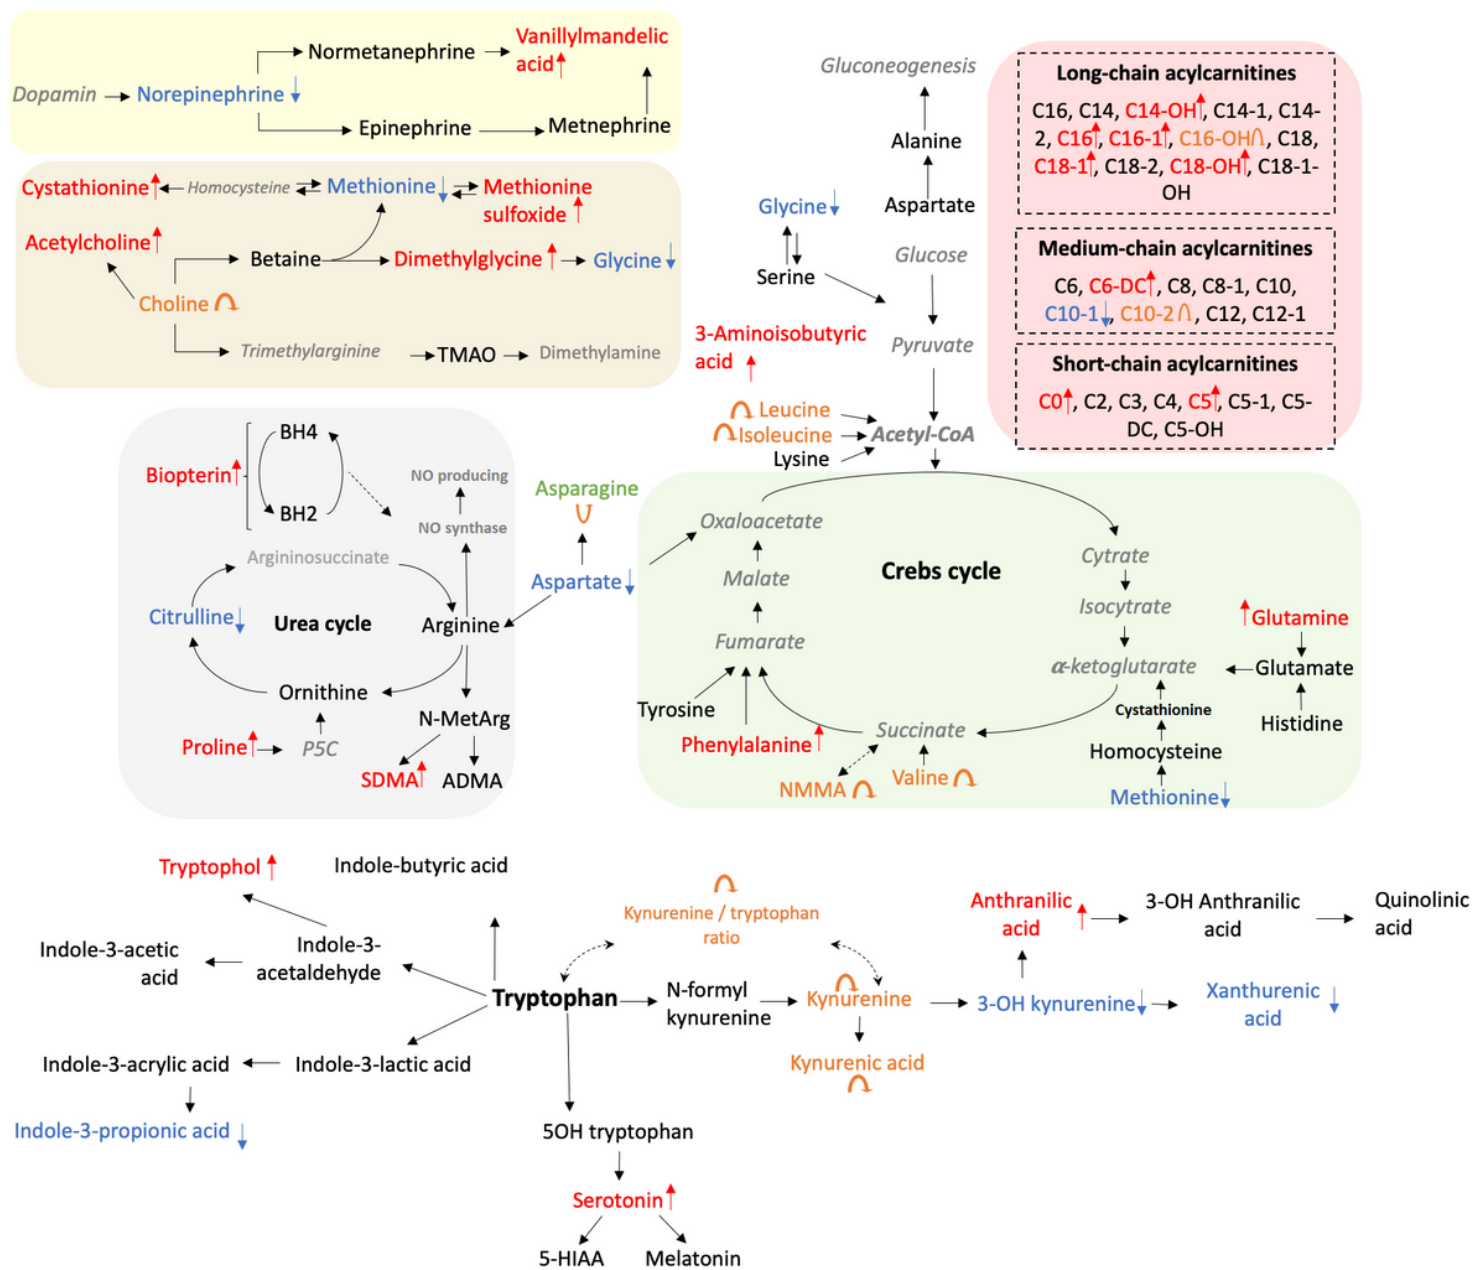 Normetanephrine
Vanillylmandelic
acid
Dopamin
Norepinephrine
Epinephrine
Metnephrine
Cystathionine
Homocysteine
Methionine
Methionine
sulfoxide
Acetylcholine
Betaine
Dimethylglycine
Glycine
Choline
Trimethylarginine
TMAO
Dimethylamine
Gluconeogenesis
Alanine
Aspartate
Glycine
Serine
Glucose
Pyruvate
3-Aminoisobutyric
acid
Leucine
Isoleucine
Lysine
Acetyl-CoA
Long-chain acylcarnitines
C16, C14, C14-OH, C14-1, C14-
2, C16, C16-1, C16-OH, C18,
C18-1, C18-2, C18-OH, C18-1-
OH
Medium-chain acylcarnitines
C6, C6-DC, C8, C8-1, C10,
C10-1, C10-2, C12, C12-1
Short-chain acylcarnitines
C0, C2, C3, C4, C5, C5-1, C5-
DC, C5-OH
BH4
Biopterin
BH2
NO producing
NO synthase
Argininosuccinate
Citrulline
Urea cycle
Arginine
Ornithine
N-MetArg
Proline
P5C
SDMA
ADMA
Asparagine
Aspartate
Oxaloacetate
Malate
Fumarate
Crebs cycle
Cytrate
Isocytrate
α-ketoglutarate
Glutamine
Glutamate
Histidine
Cystathionine
Homocysteine
Methionine
Tyrosine
Phenylalanine
Succinate
NMMA
Valine
Tryptophol
Indole-butyric acid
Indole-3-acetic
acid
Indole-3-
acetaldehyde
Kynurenine / tryptophan
ratio
Tryptophan
N-formyl
kynurenine
Kynurenine
Kynurenic acid
3-OH kynurenine
Anthranilic
acid
3-OH Anthranilic
acid
Quinolinic
acid
Xanthurenic
acid
Indole-3-acrylic acid
Indole-3-lactic acid
Indole-3-propionic acid
5OH tryptophan
Serotonin
5-HIAA
Melatonin